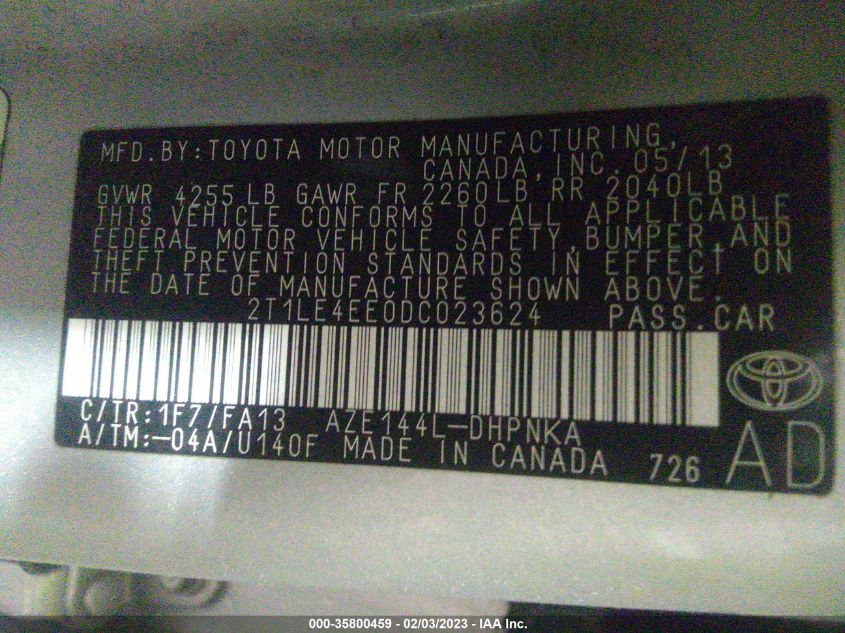 MFD.BY:TOYOTA MOTOR MANUFACTURING,
CANADA,INC. 05/13
GVWR 4255 LB GAWR FR 2260LB RR 2040LB
THIS VEHICLE CONFORMS TO ALL APPLICABLE
FEDERAL MOTOR VEHICLE SAFETY,BUMPER,AND
THEFT PREVENTION STANDARDS IN EFFECT ON
THE DATE OF MANUFACTURE SHOWN ABOVE.
2T1LE4EE0DC023624 PASS.CAR
C/TR:1F7/FA13 AZE144L-DHPNKA
A/TM:-04A/U140F MADE IN CANADA 726 AD
000-35800459 - 02/03/2023 - IAA Inc.